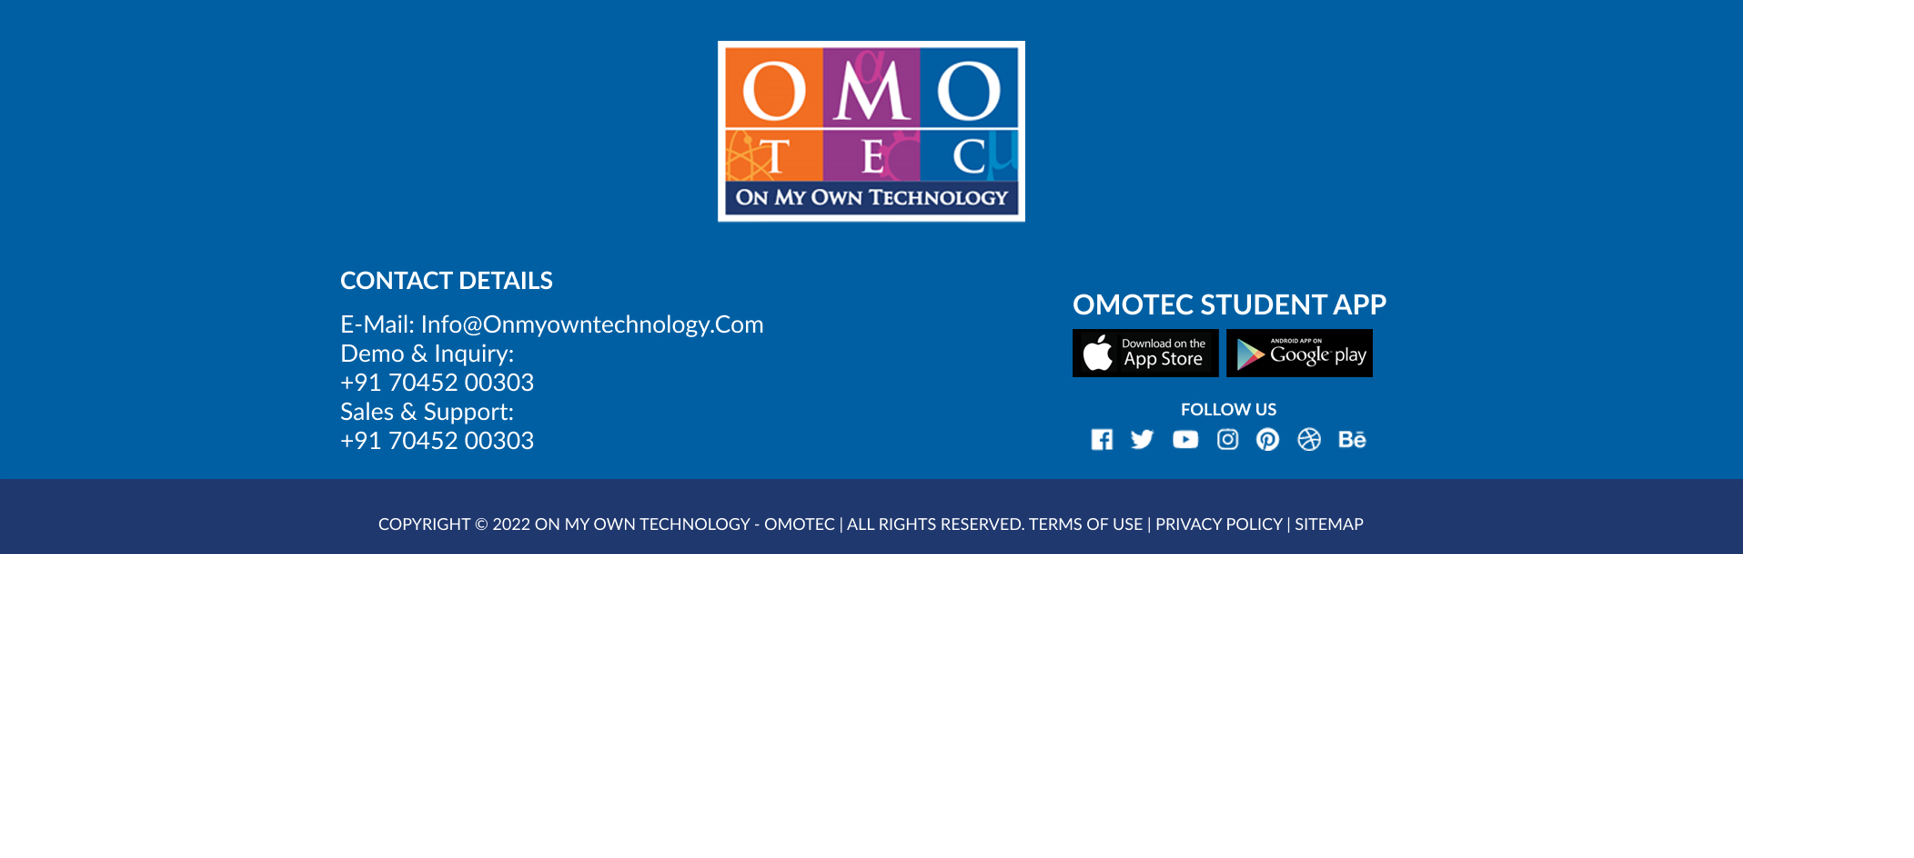 OMO
TEC
ON MY OWN TECHNOLOGY
CONTACT DETAILS
E-Mail: Info@Onmyowntechnology.Com
Demo & Inquiry:
+91 70452 00303
Sales & Support:
+91 70452 00303
OMOTEC STUDENT APP
Download on the
App Store
ANDROID APP ON
Google play
FOLLOW US
Bē
COPYRIGHT © 2022 ON MY OWN TECHNOLOGY - OMOTEC | ALL RIGHTS RESERVED. TERMS OF USE | PRIVACY POLICY | SITEMAP